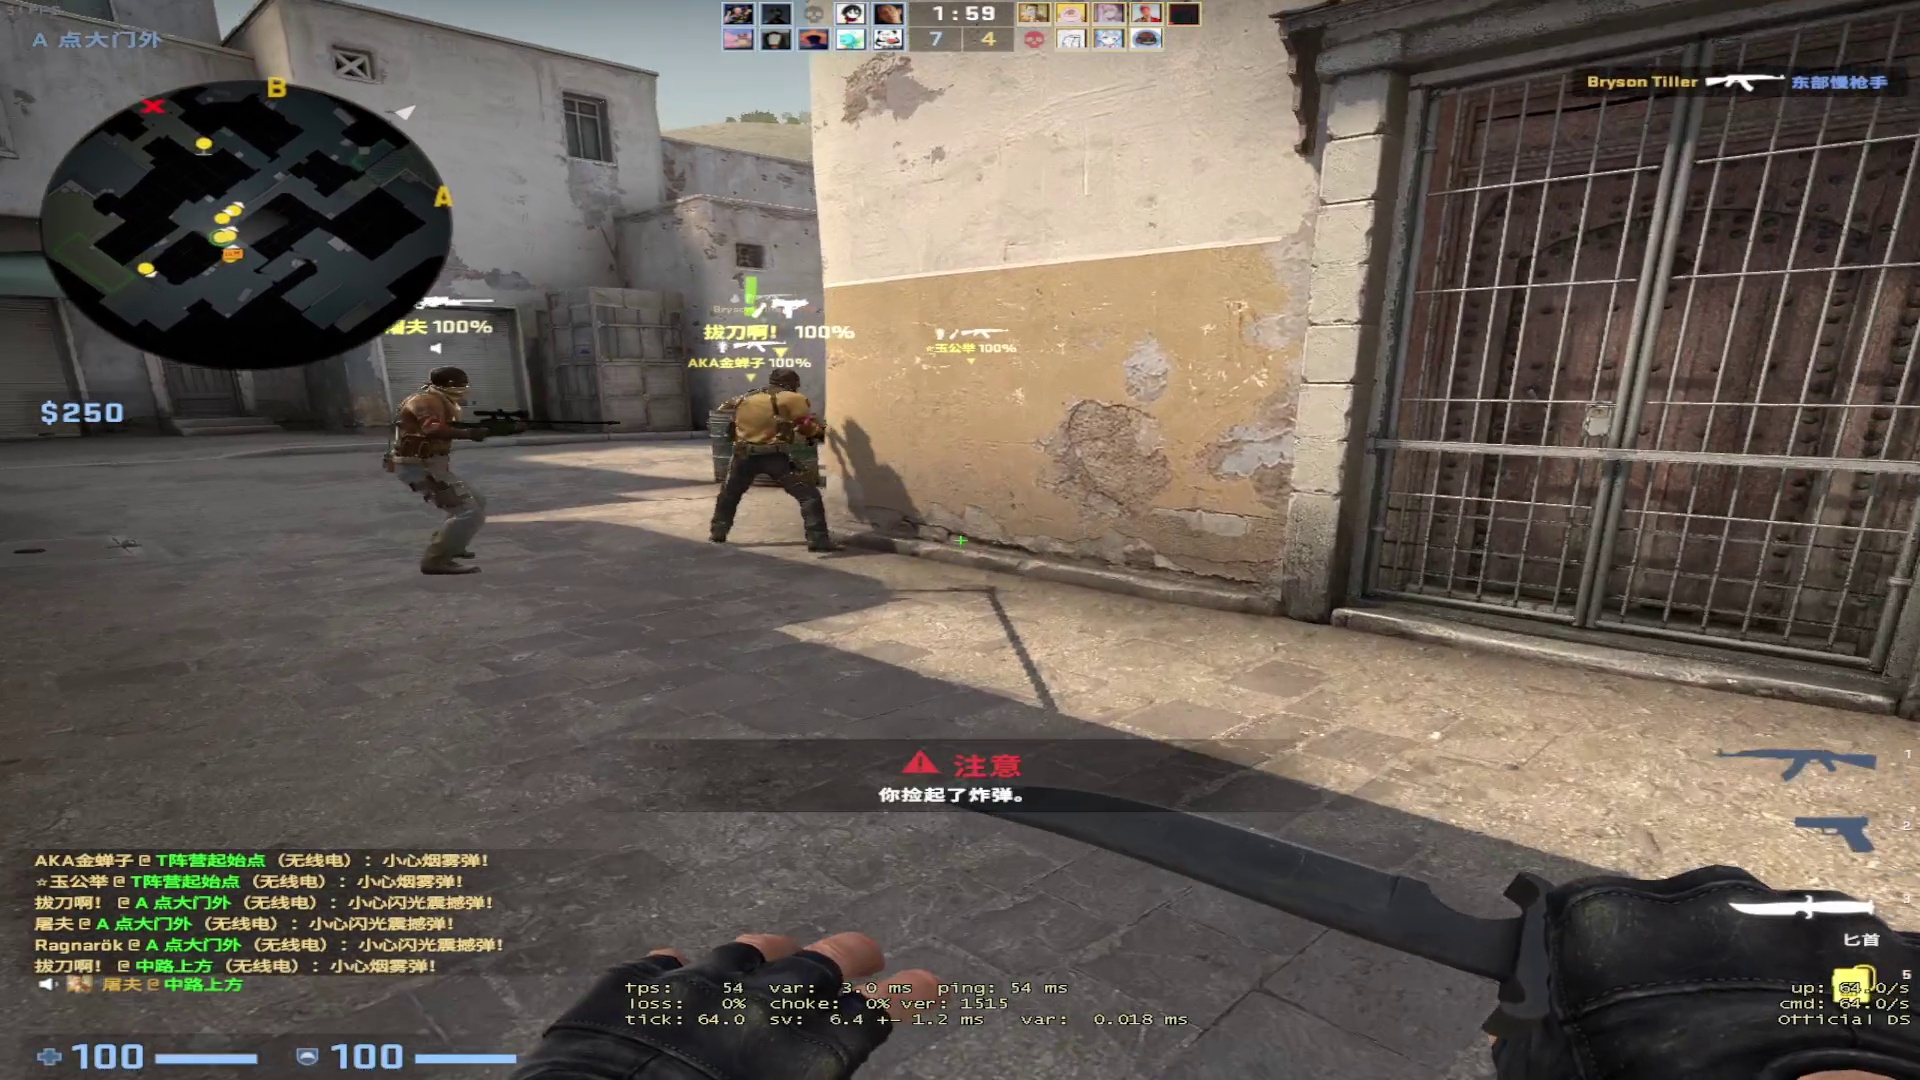 A 点大门外
1:59
7 4
B
A
Bryson Tiller 东部慢枪手
屠夫 100%
拔刀啊! 100%
AKA金蝉子 100%
☆玉公举 100%
$250
注意
你捡起了炸弹。
1
2
3
匕首
5
AKA金蝉子 @ T阵营起始点 (无线电): 小心烟雾弹!
☆玉公举 @ T阵营起始点 (无线电): 小心烟雾弹!
拔刀啊! @ A 点大门外 (无线电): 小心闪光震撼弹!
屠夫 @ A 点大门外 (无线电): 小心闪光震撼弹!
Ragnarök @ A 点大门外 (无线电): 小心闪光震撼弹!
拔刀啊! @ 中路上方 (无线电): 小心烟雾弹!
屠夫 @ 中路上方
fps: 54 var: 3.0 ms ping: 54 ms
loss: 0% choke: 0% ver: 1515
tick: 64.0 sv: 6.4 +- 1.2 ms var: 0.018 ms
up: 64.0/s
cmd: 64.0/s
Official DS
100 100